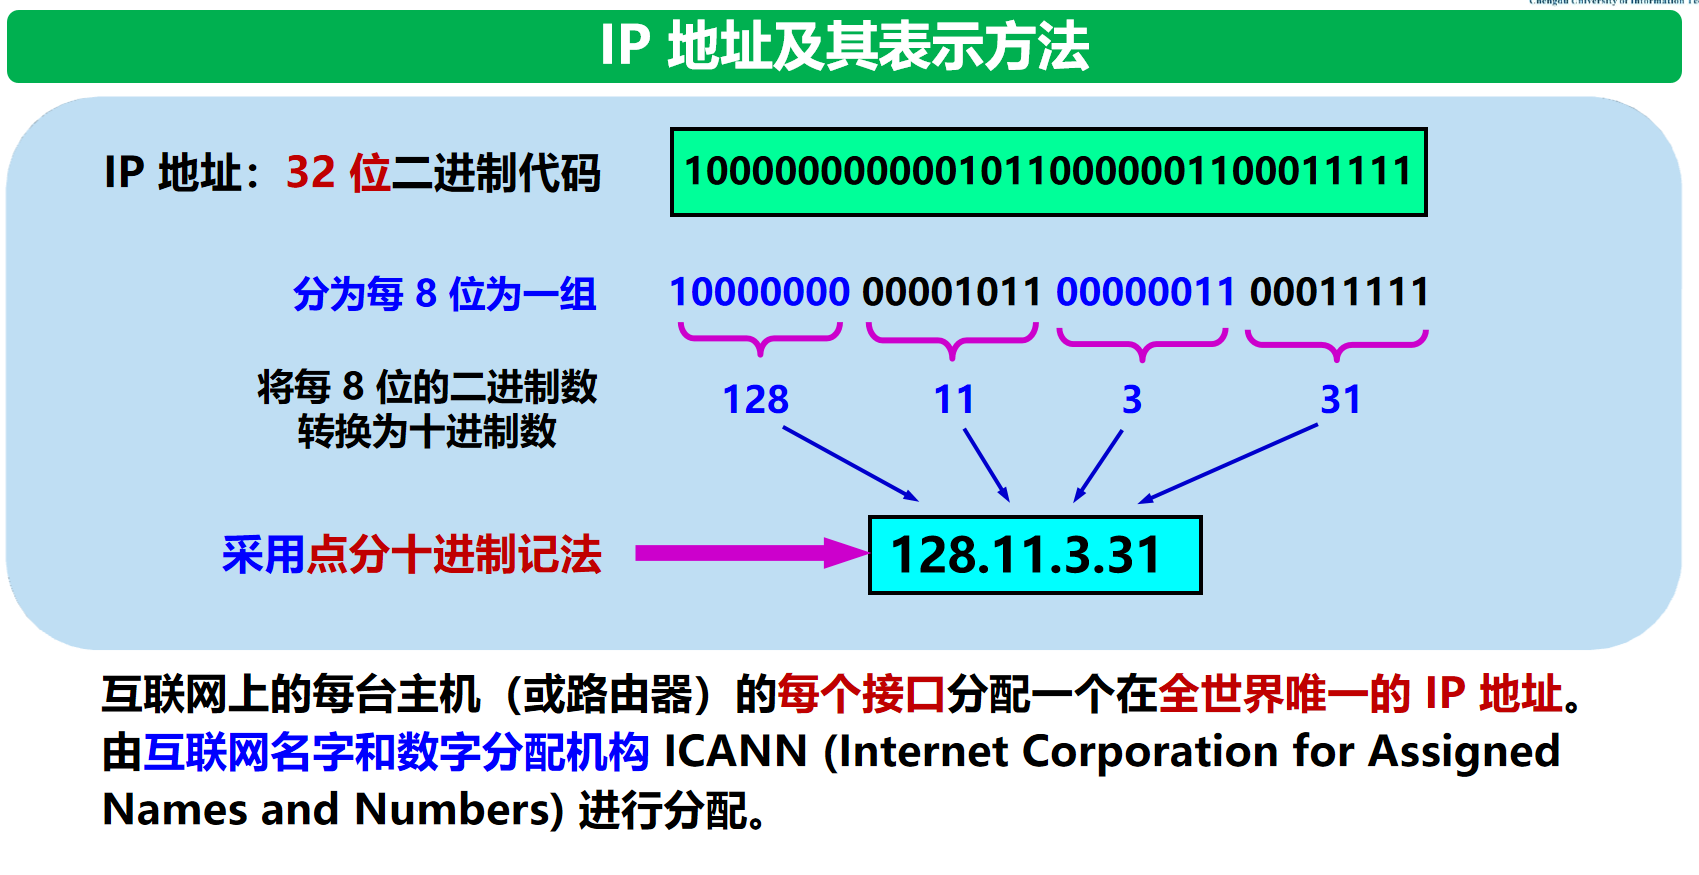 Chengdu University of Information Te
IP 地址及其表示方法
IP 地址：32 位二进制代码
10000000000010110000001100011111
分为每 8 位为一组
10000000 00001011 00000011 00011111
将每 8 位的二进制数
转换为十进制数
128 11 3 31
采用点分十进制记法
128.11.3.31
互联网上的每台主机（或路由器）的每个接口分配一个在全世界唯一的 IP 地址。
由互联网名字和数字分配机构 ICANN (Internet Corporation for Assigned
Names and Numbers) 进行分配。